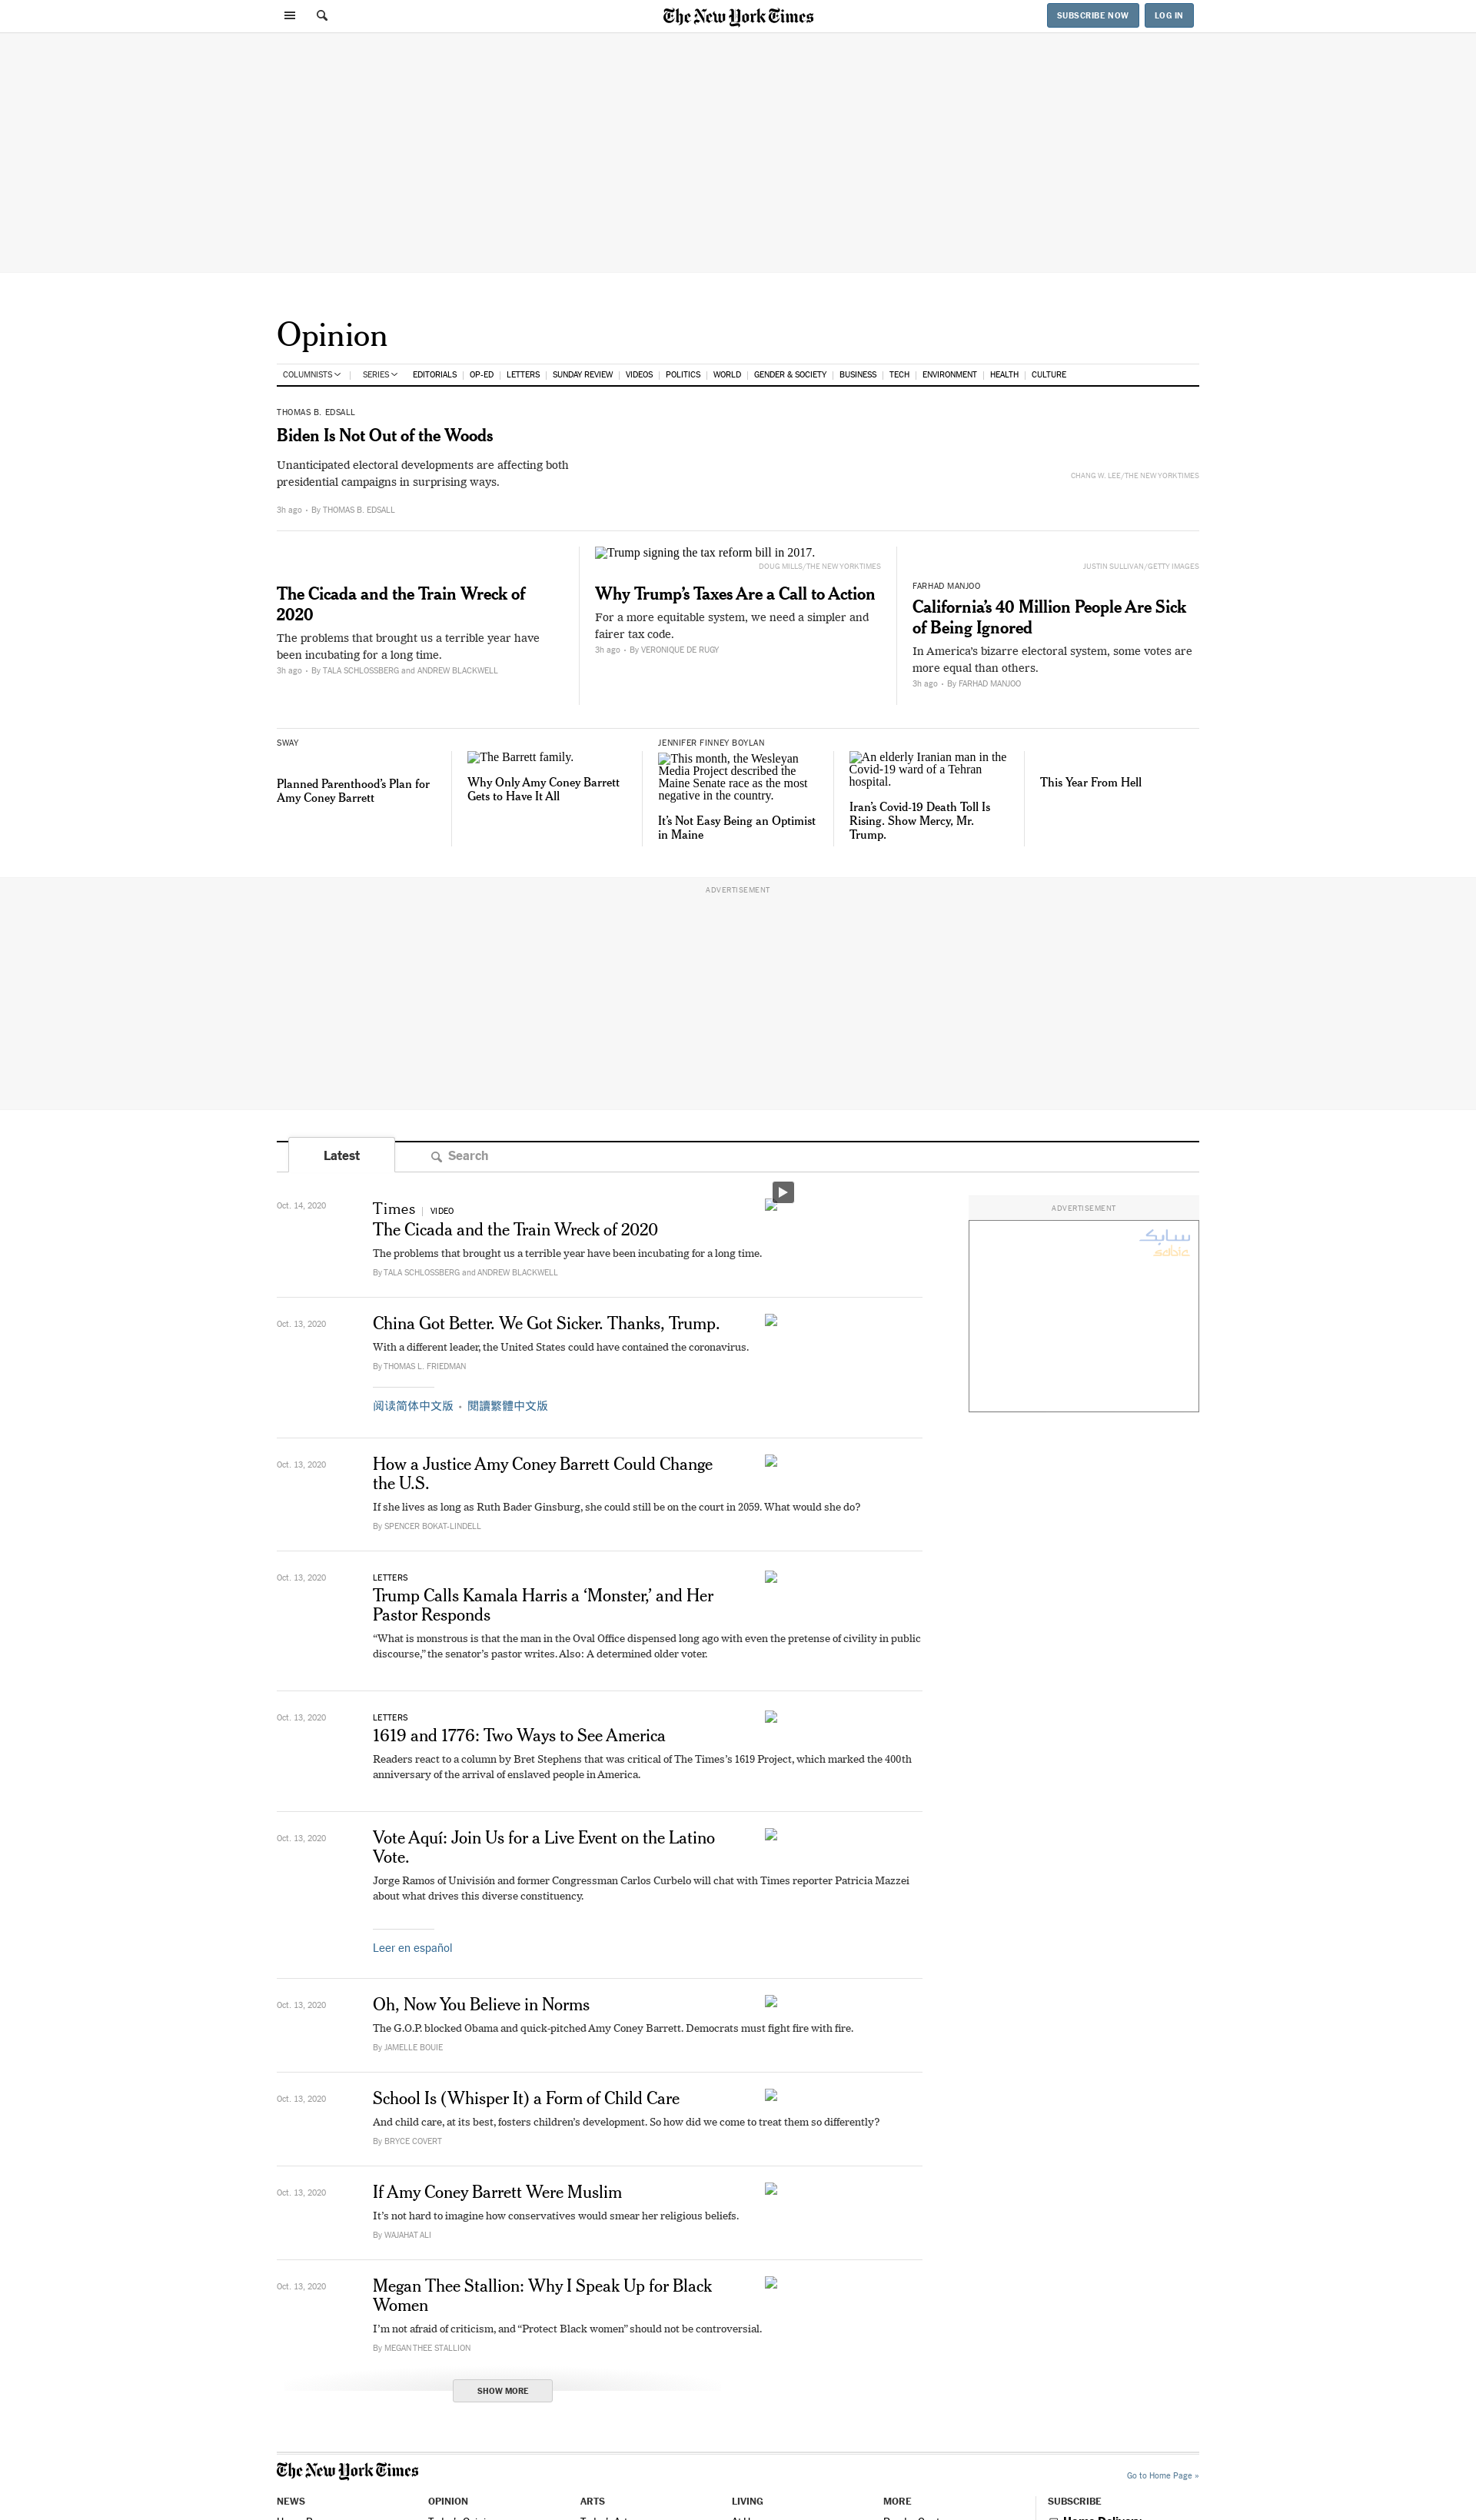 The New York Times
SUBSCRIBE NOW
LOG IN
Opinion
COLUMNISTS
SERIES
EDITORIALS
OP-ED
LETTERS
SUNDAY REVIEW
VIDEOS
POLITICS
WORLD
GENDER & SOCIETY
BUSINESS
TECH
ENVIRONMENT
HEALTH
CULTURE
THOMAS B. EDSALL
Biden Is Not Out of the Woods
Unanticipated electoral developments are affecting both
presidential campaigns in surprising ways.
3h ago • By THOMAS B. EDSALL
CHANG W. LEE/THE NEW YORK TIMES
The Cicada and the Train Wreck of
2020
The problems that brought us a terrible year have
been incubating for a long time.
3h ago • By TALA SCHLOSSBERG and ANDREW BLACKWELL
Trump signing the tax reform bill in 2017.
DOUG MILLS/THE NEW YORK TIMES
Why Trump’s Taxes Are a Call to Action
For a more equitable system, we need a simpler and
fairer tax code.
3h ago • By VERONIQUE DE RUGY
JUSTIN SULLIVAN/GETTY IMAGES
FARHAD MANJOO
California’s 40 Million People Are Sick
of Being Ignored
In America’s bizarre electoral system, some votes are
more equal than others.
3h ago • By FARHAD MANJOO
SWAY
Planned Parenthood’s Plan for
Amy Coney Barrett
The Barrett family.
Why Only Amy Coney Barrett
Gets to Have It All
JENNIFER FINNEY BOYLAN
This month, the Wesleyan
Media Project described the
Maine Senate race as the most
negative in the country.
It’s Not Easy Being an Optimist
in Maine
An elderly Iranian man in the
Covid-19 ward of a Tehran
hospital.
Iran’s Covid-19 Death Toll Is
Rising. Show Mercy, Mr.
Trump.
This Year From Hell
ADVERTISEMENT
Latest
Search
Oct. 14, 2020
Times | VIDEO
The Cicada and the Train Wreck of 2020
The problems that brought us a terrible year have been incubating for a long time.
By TALA SCHLOSSBERG and ANDREW BLACKWELL
ADVERTISEMENT
سابك
sabic
Oct. 13, 2020
China Got Better. We Got Sicker. Thanks, Trump.
With a different leader, the United States could have contained the coronavirus.
By THOMAS L. FRIEDMAN
阅读简体中文版 • 閱讀繁體中文版
Oct. 13, 2020
How a Justice Amy Coney Barrett Could Change
the U.S.
If she lives as long as Ruth Bader Ginsburg, she could still be on the court in 2059. What would she do?
By SPENCER BOKAT-LINDELL
Oct. 13, 2020
LETTERS
Trump Calls Kamala Harris a ‘Monster,’ and Her
Pastor Responds
“What is monstrous is that the man in the Oval Office dispensed long ago with even the pretense of civility in public
discourse,” the senator’s pastor writes. Also: A determined older voter.
Oct. 13, 2020
LETTERS
1619 and 1776: Two Ways to See America
Readers react to a column by Bret Stephens that was critical of The Times’s 1619 Project, which marked the 400th
anniversary of the arrival of enslaved people in America.
Oct. 13, 2020
Vote Aquí: Join Us for a Live Event on the Latino
Vote.
Jorge Ramos of Univisión and former Congressman Carlos Curbelo will chat with Times reporter Patricia Mazzei
about what drives this diverse constituency.
Leer en español
Oct. 13, 2020
Oh, Now You Believe in Norms
The G.O.P. blocked Obama and quick-pitched Amy Coney Barrett. Democrats must fight fire with fire.
By JAMELLE BOUIE
Oct. 13, 2020
School Is (Whisper It) a Form of Child Care
And child care, at its best, fosters children’s development. So how did we come to treat them so differently?
By BRYCE COVERT
Oct. 13, 2020
If Amy Coney Barrett Were Muslim
It’s not hard to imagine how conservatives would smear her religious beliefs.
By WAJAHAT ALI
Oct. 13, 2020
Megan Thee Stallion: Why I Speak Up for Black
Women
I’m not afraid of criticism, and “Protect Black women” should not be controversial.
By MEGAN THEE STALLION
SHOW MORE
The New York Times
Go to Home Page »
NEWS
OPINION
ARTS
LIVING
MORE
SUBSCRIBE